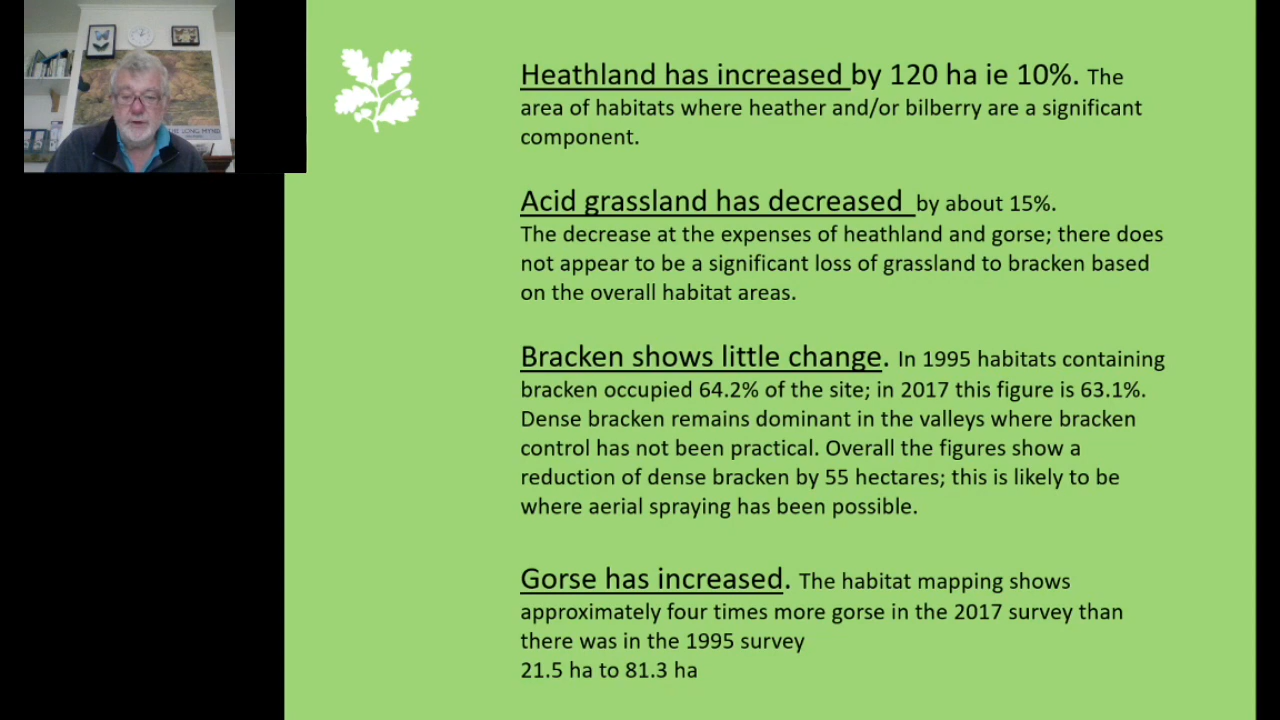 Heathland has increased by 120 ha ie 10%. The
area of habitats where heather and/or bilberry are a significant
component.
Acid grassland has decreased by about 15%.
The decrease at the expenses of heathland and gorse; there does
not appear to be a significant loss of grassland to bracken based
on the overall habitat areas.
Bracken shows little change. In 1995 habitats containing
bracken occupied 64.2% of the site; in 2017 this figure is 63.1%.
Dense bracken remains dominant in the valleys where bracken
control has not been practical. Overall the figures show a
reduction of dense bracken by 55 hectares; this is likely to be
where aerial spraying has been possible.
Gorse has increased. The habitat mapping shows
approximately four times more gorse in the 2017 survey than
there was in the 1995 survey
21.5 ha to 81.3 ha
LONG MYND